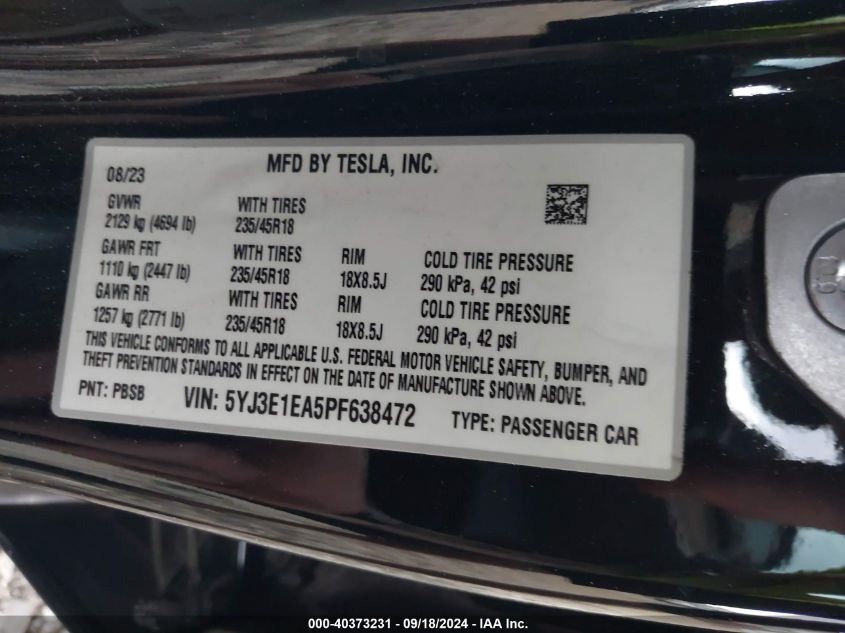 08/23 MFD BY TESLA, INC.
GVWR WITH TIRES
2129 kg (4694 lb) 235/45R18
GAWR FRT WITH TIRES RIM COLD TIRE PRESSURE
1110 kg (2447 lb) 235/45R18 18X8.5J 290 kPa, 42 psi
GAWR RR WITH TIRES RIM COLD TIRE PRESSURE
1257 kg (2771 lb) 235/45R18 18X8.5J 290 kPa, 42 psi
THIS VEHICLE CONFORMS TO ALL APPLICABLE U.S. FEDERAL MOTOR VEHICLE SAFETY, BUMPER, AND
THEFT PREVENTION STANDARDS IN EFFECT ON THE DATE OF MANUFACTURE SHOWN ABOVE.
PNT: PBSB VIN: 5YJ3E1EA5PF638472 TYPE: PASSENGER CAR
000-40373231 - 09/18/2024 - IAA Inc.